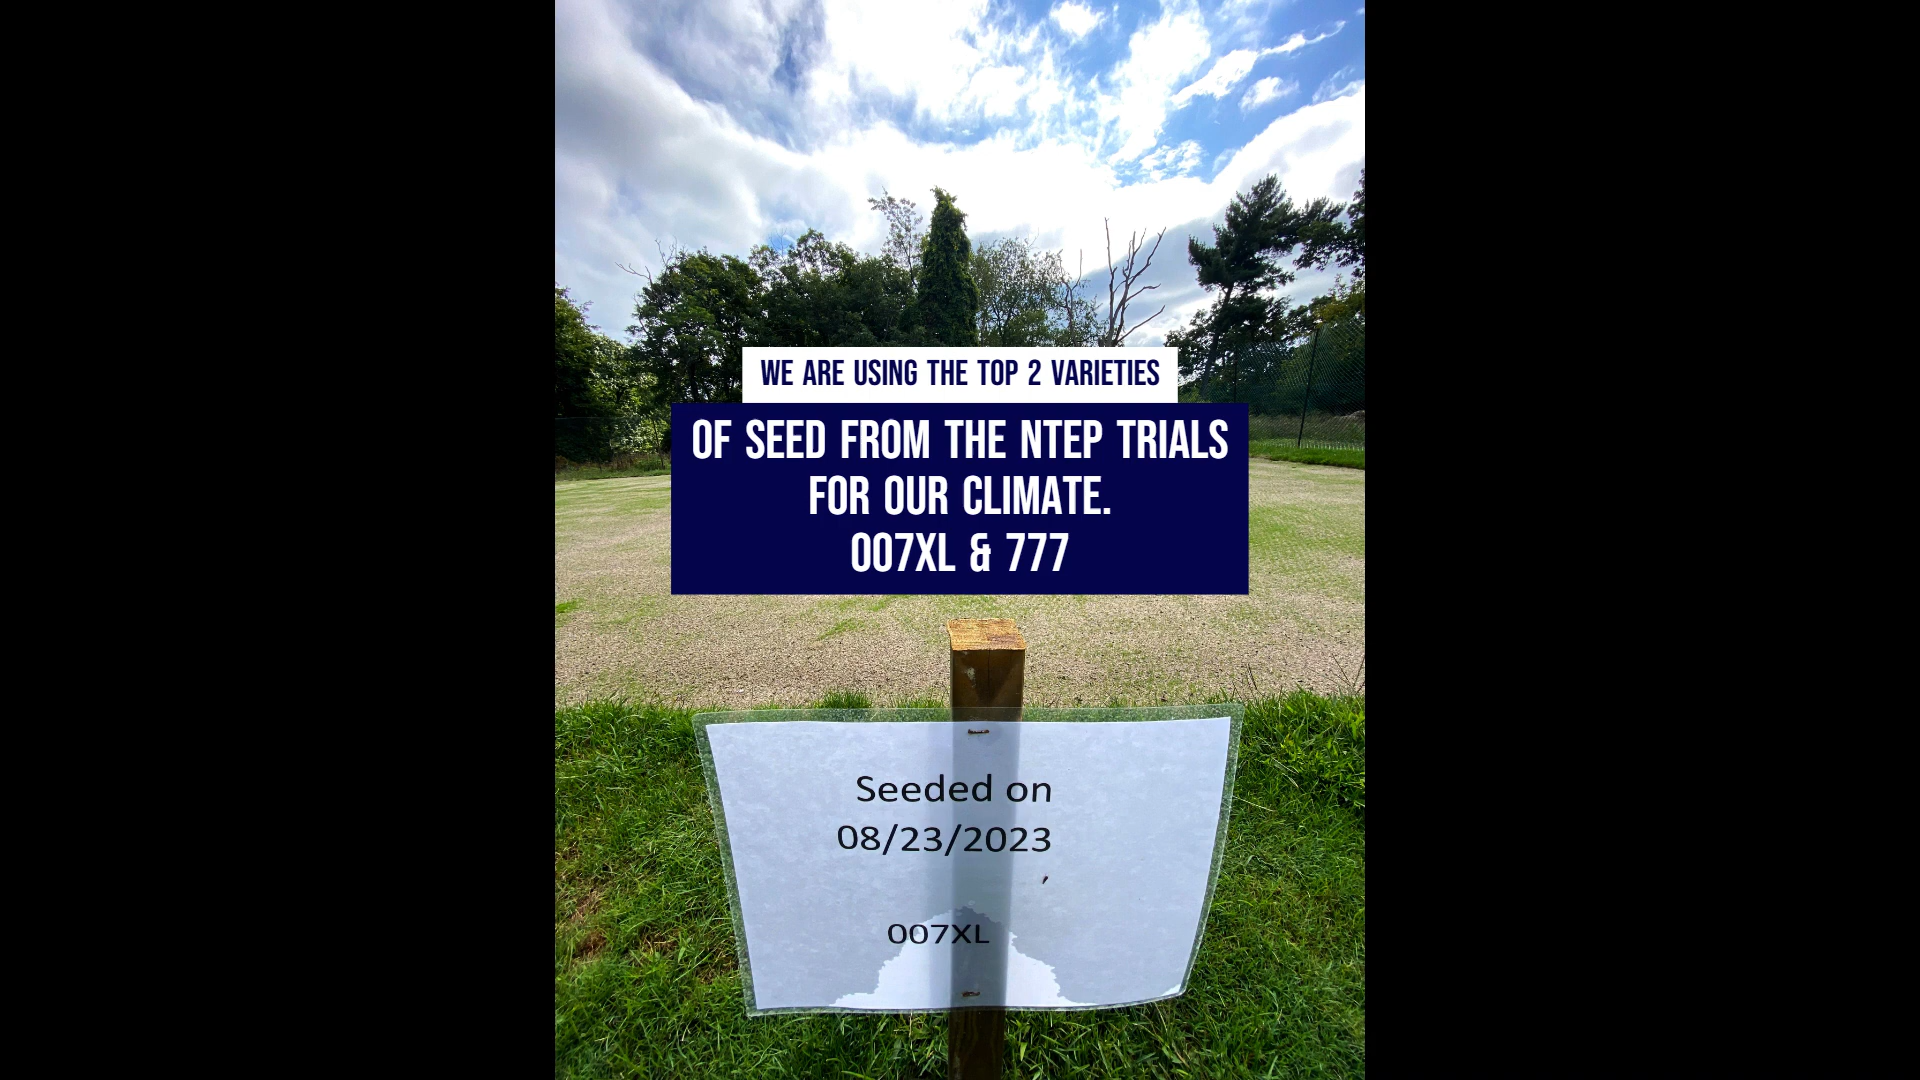 WE ARE USING THE TOP 2 VARIETIES
OF SEED FROM THE NTEP TRIALS
FOR OUR CLIMATE.
007XL & 777
Seeded on
08/23/2023
007XL